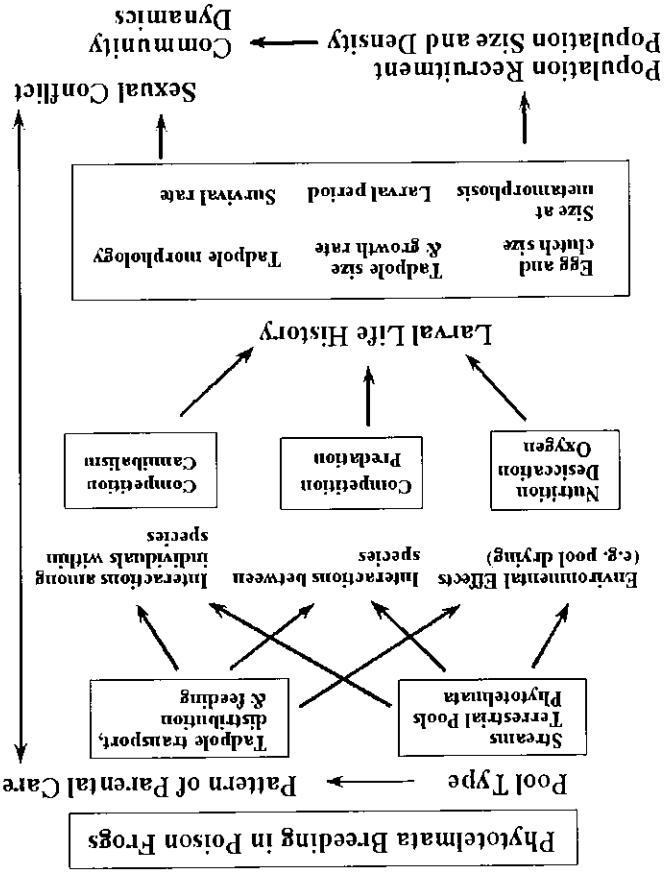 Phytotelmata Breeding in Poison Frogs
Pool Type
Pattern of Parental Care
Streams
Terrestrial Pools
Phytotelmata
Tadpole transport,
distribution
& feeding
Environmental Effects
(e.g. pool drying)
Interactions between
species
Interactions among
individuals within
species
Nutrition
Desiccation
Oxygen
Competition
Predation
Competition
Cannibalism
Larval Life History
Egg and
clutch size
Tadpole size
& growth rate
Tadpole morphology
Size at
metamorphosis
Larval period
Survival rate
Population Recruitment
Population Size and Density
Community
Dynamics
Sexual Conflict